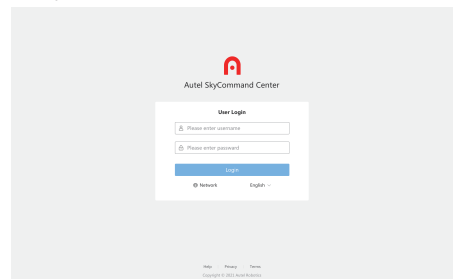 Autel SkyCommand Center
User Login
Please enter username
Please enter password
Login
Network English
Help Privacy Terms
Copyright © 2022 Autel Robotics